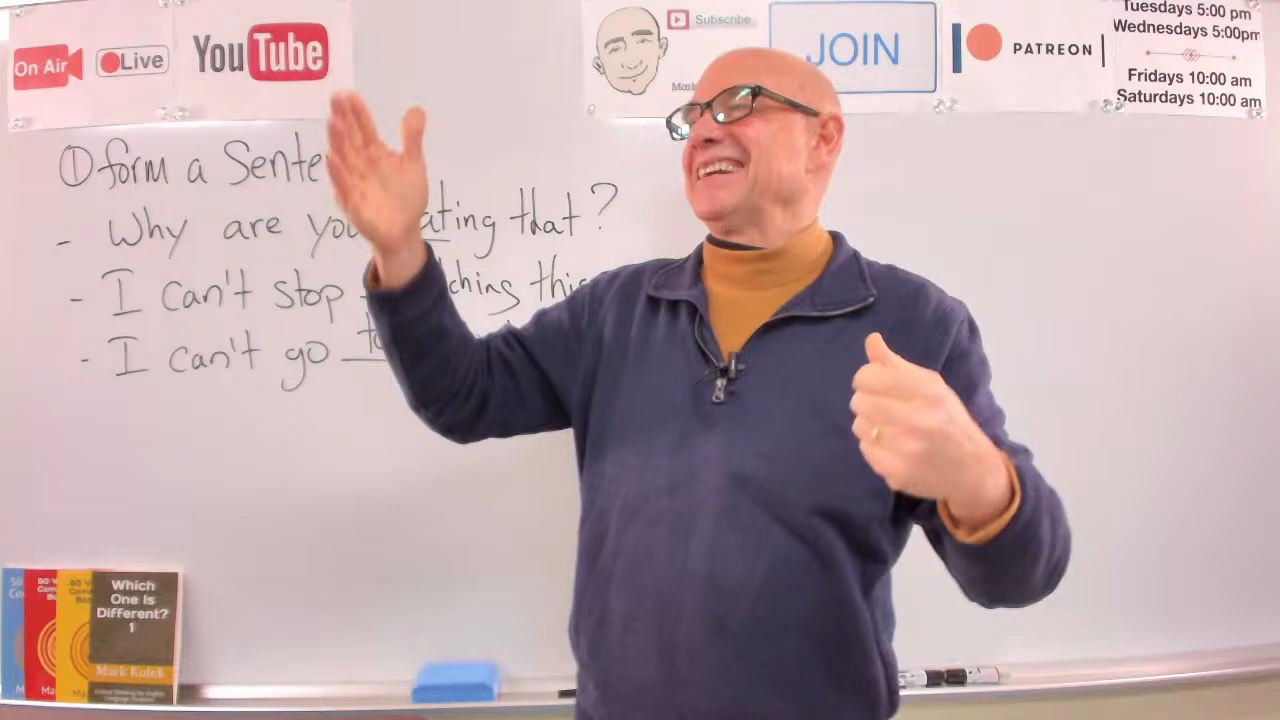 On Air
Live
YouTube
Subscribe
Mark
JOIN
PATREON
Tuesdays 5:00 pm
Wednesdays 5:00pm
Fridays 10:00 am
Saturdays 10:00 am
① form a Sente
- Why are you ating that?
- I can't stop ching this
- I can't go to
Which
One Is
Different?
1
Mark Kulek